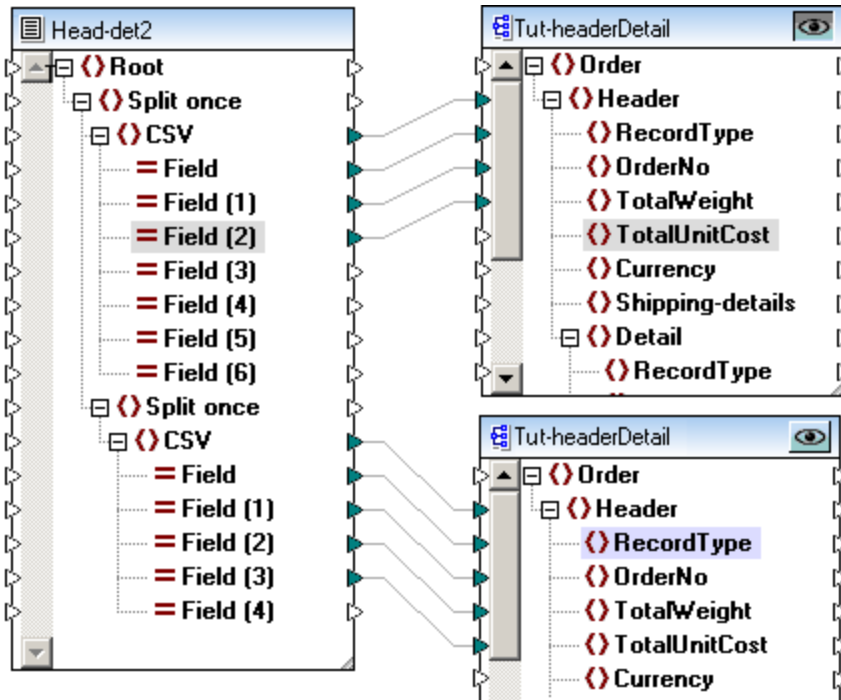 Head-det2
Root
Split once
CSV
Field
Field (1)
Field (2)
Field (3)
Field (4)
Field (5)
Field (6)
Split once
CSV
Field
Field (1)
Field (2)
Field (3)
Field (4)
Tut-headerDetail
Order
Header
RecordType
OrderNo
TotalWeight
TotalUnitCost
Currency
Shipping-details
Detail
RecordType
Tut-headerDetail
Order
Header
RecordType
OrderNo
TotalWeight
TotalUnitCost
Currency